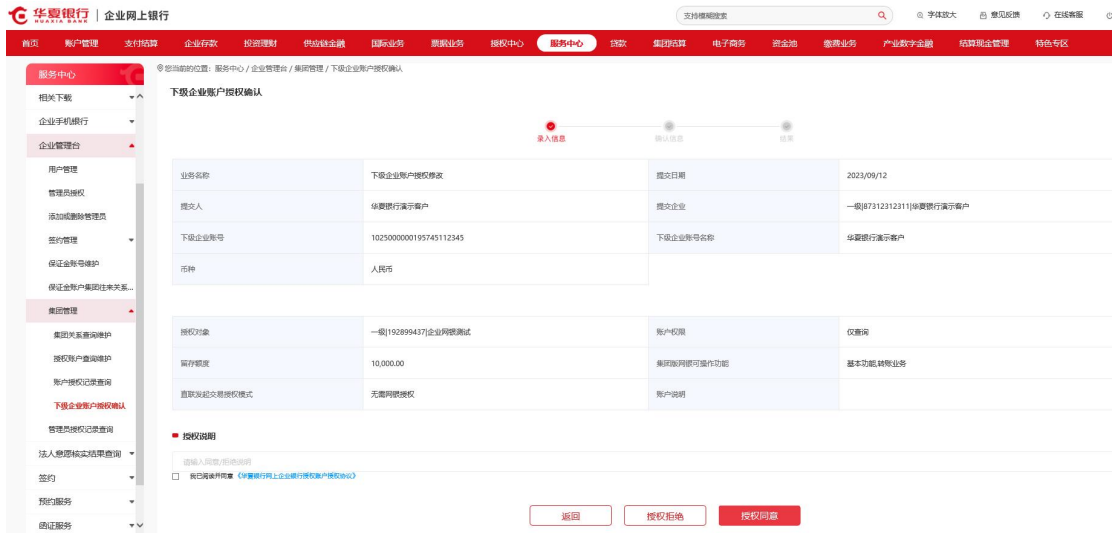 华夏银行 企业网上银行
HUAXIA BANK
支持模糊搜索
字体放大 意见反馈 在线客服
首页 账户管理 支付结算 企业存款 投资理财 供应链金融 国际业务 票据业务 授权中心 服务中心 贷款 集团结算 电子商务 资金池 缴费业务 产业数字金融 结算现金管理 特色专区
服务中心
相关下载
企业手机银行
企业管理台
用户管理
管理员授权
添加或删除管理员
签约管理
保证金账号维护
保证金账户集团往来关系...
集团管理
集团关系查询维护
授权账户查询维护
账户授权记录查询
下级企业账户授权确认
管理员授权记录查询
法人意愿核实结果查询
签约
预约服务
函证服务
您当前的位置：服务中心 / 企业管理台 / 集团管理 / 下级企业账户授权确认
下级企业账户授权确认
录入信息 确认信息 结果
业务名称 下级企业账户授权修改 提交日期 2023/09/12
提交人 华夏银行演示客户 提交企业 一级|87312312311|华夏银行演示客户
下级企业账号 1025000000195745112345 下级企业账号名称 华夏银行演示客户
币种 人民币
授权对象 一级|192899437|企业网银测试 账户权限 仅查询
留存额度 10,000.00 集团版网银可操作功能 基本功能,转账业务
直联发起交易授权模式 无需网银授权 账户说明
授权说明
请输入同意/拒绝说明
我已阅读并同意 《华夏银行网上企业银行授权账户授权协议》
返回 授权拒绝 授权同意